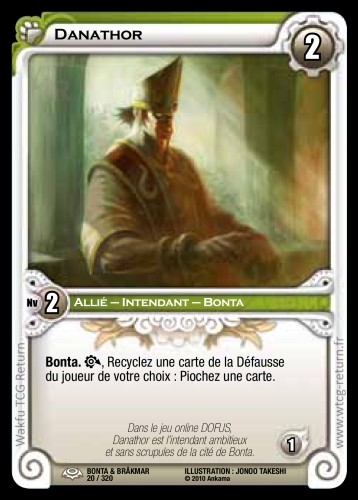 DANATHOR
2
Nv 2
ALLIÉ – INTENDANT – BONTA
Bonta. , Recyclez une carte de la Défausse
du joueur de votre choix : Piochez une carte.
Dans le jeu online DOFUS,
Danathor est l'intendant ambitieux
et sans scrupules de la cité de Bonta.
1
BONTA & BRÂKMAR
20 / 320
ILLUSTRATION : JONOO TAKESHI
© 2010 Ankama
Wakfu TCG Return
www.wtcg-return.fr